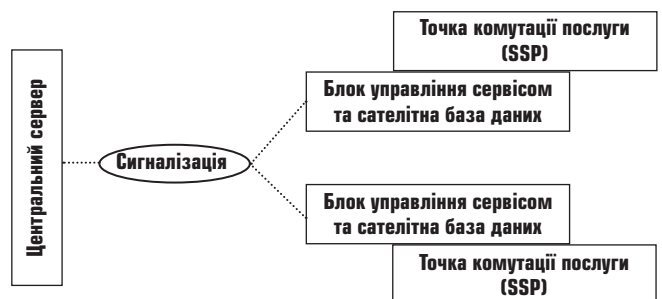 Точка комутації послуги
(SSP)
Блок управління сервісом
та сателітна база даних
Центральний сервер
Сигналізація
Блок управління сервісом
та сателітна база даних
Точка комутації послуги
(SSP)